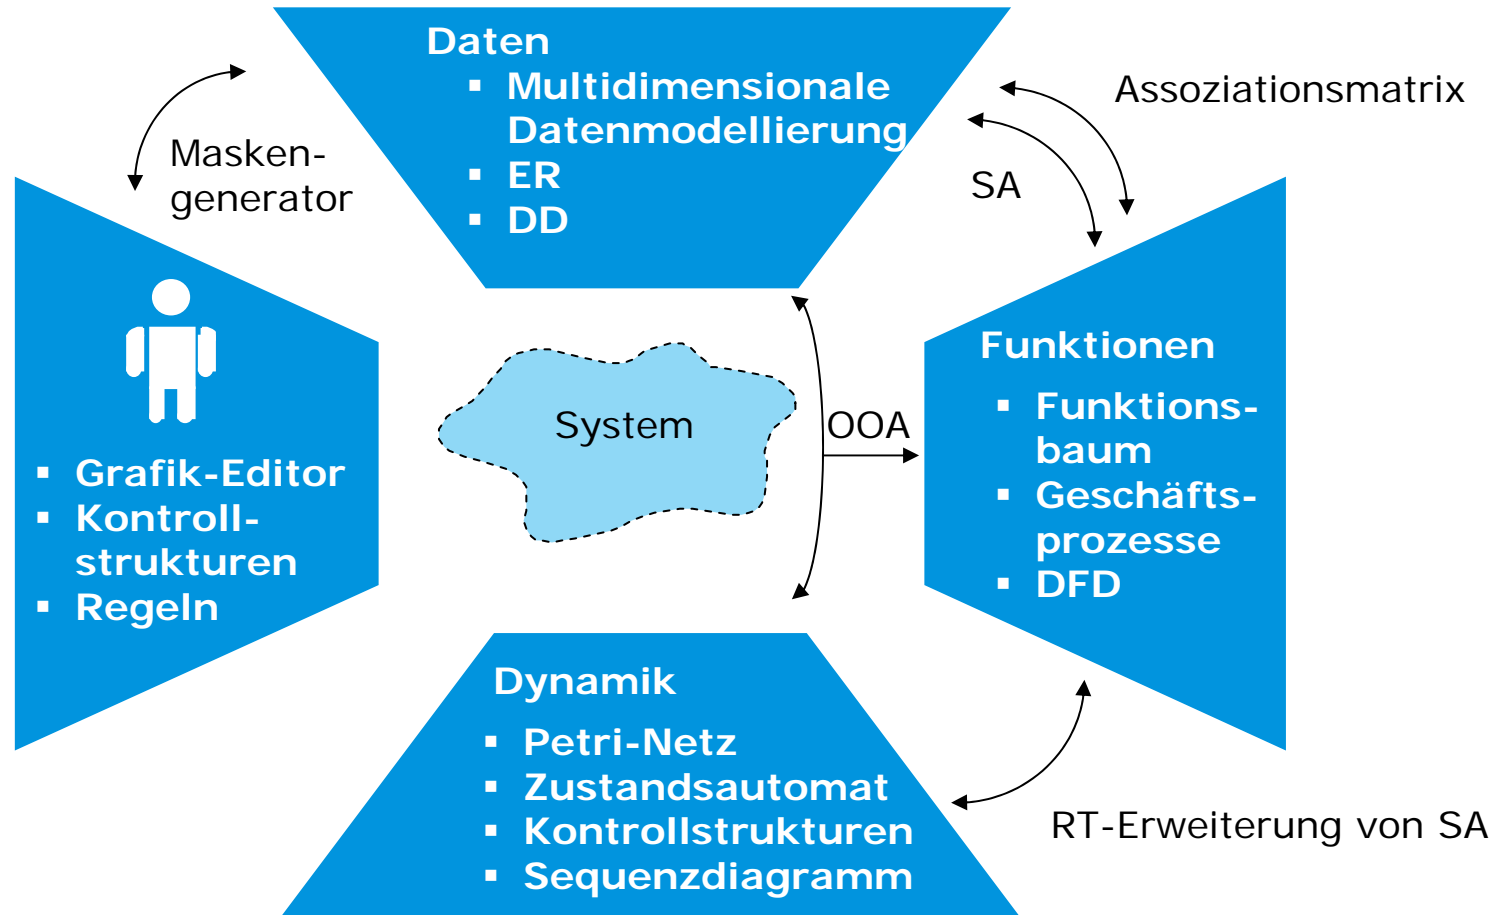 Daten
▪ Multidimensionale
Datenmodellierung
▪ ER
▪ DD
Assoziationsmatrix
SA
Masken-
generator
▪ Grafik-Editor
▪ Kontroll-
strukturen
▪ Regeln
System
OOA
Funktionen
▪ Funktions-
baum
▪ Geschäfts-
prozesse
▪ DFD
Dynamik
▪ Petri-Netz
▪ Zustandsautomat
▪ Kontrollstrukturen
▪ Sequenzdiagramm
RT-Erweiterung von SA